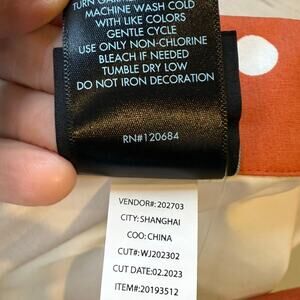 TURN GARMENT
MACHINE WASH COLD
WITH LIKE COLORS
GENTLE CYCLE
USE ONLY NON-CHLORINE
BLEACH IF NEEDED
TUMBLE DRY LOW
DO NOT IRON DECORATION
RN#120684
VENDOR#: 202703
CITY: SHANGHAI
COO: CHINA
CUT#: WJ202302
CUT DATE:02.2023
ITEM#: 20193512